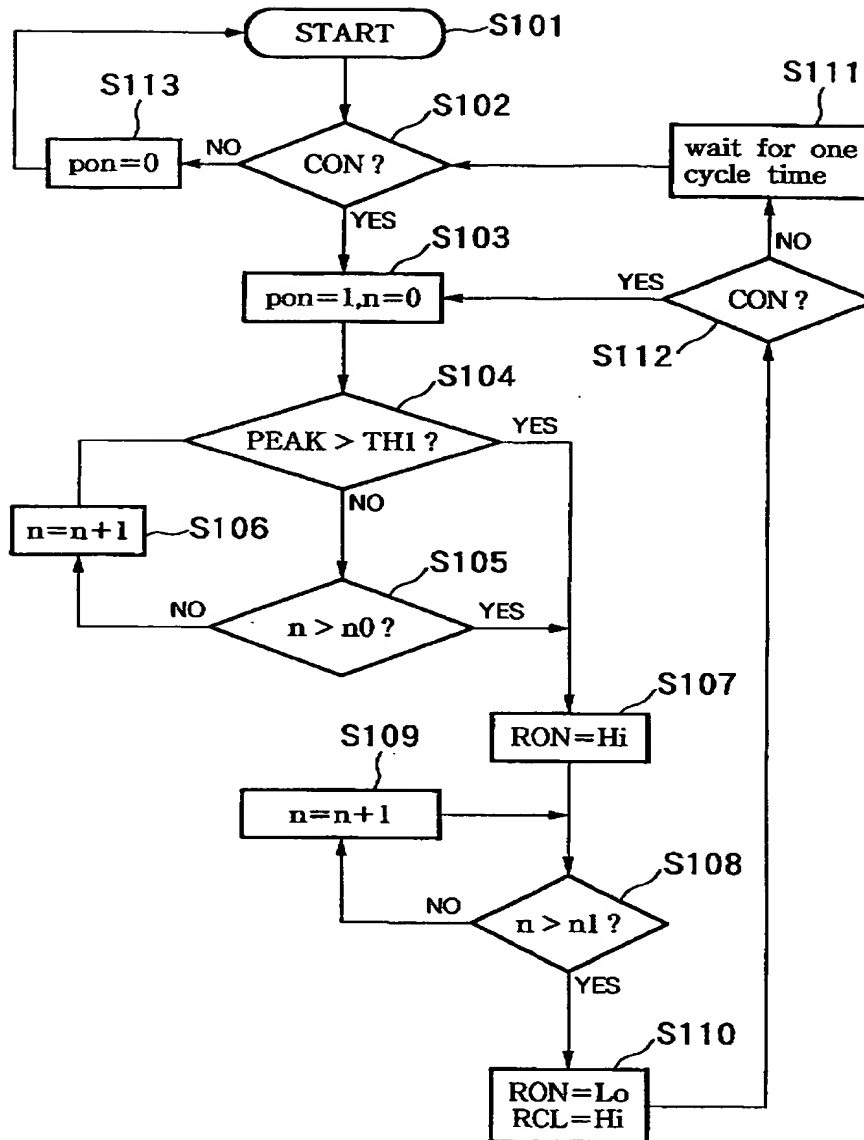 START
S101
S113
S102
S111
pon=0
NO
CON ?
wait for one
cycle time
YES
S103
NO
pon=1,n=0
YES
CON ?
S112
S104
PEAK > TH1 ?
YES
NO
n=n+1
S106
S105
NO
n > n0 ?
YES
S107
RON=Hi
S109
n=n+1
S108
NO
n > n1 ?
YES
S110
RON=Lo
RCL=Hi